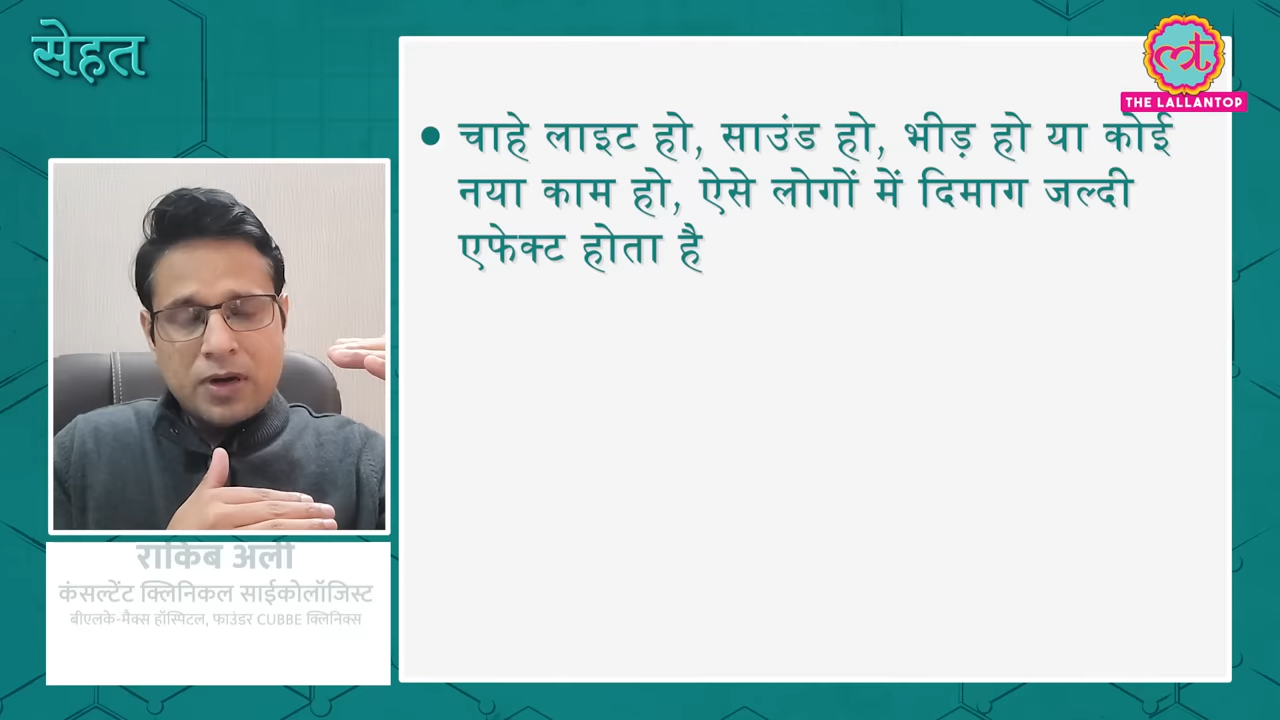 सेहत
THE LALLANTOP
• चाहे लाइट हो, साउंड हो, भीड़ हो या कोई
नया काम हो, ऐसे लोगों में दिमाग जल्दी
एफेक्ट होता है
राकिब अली
कंसल्टेंट क्लिनिकल साईकोलॉजिस्ट
बीएलके-मैक्स हॉस्पिटल, फाउंडर CUBBE क्लिनिक्स